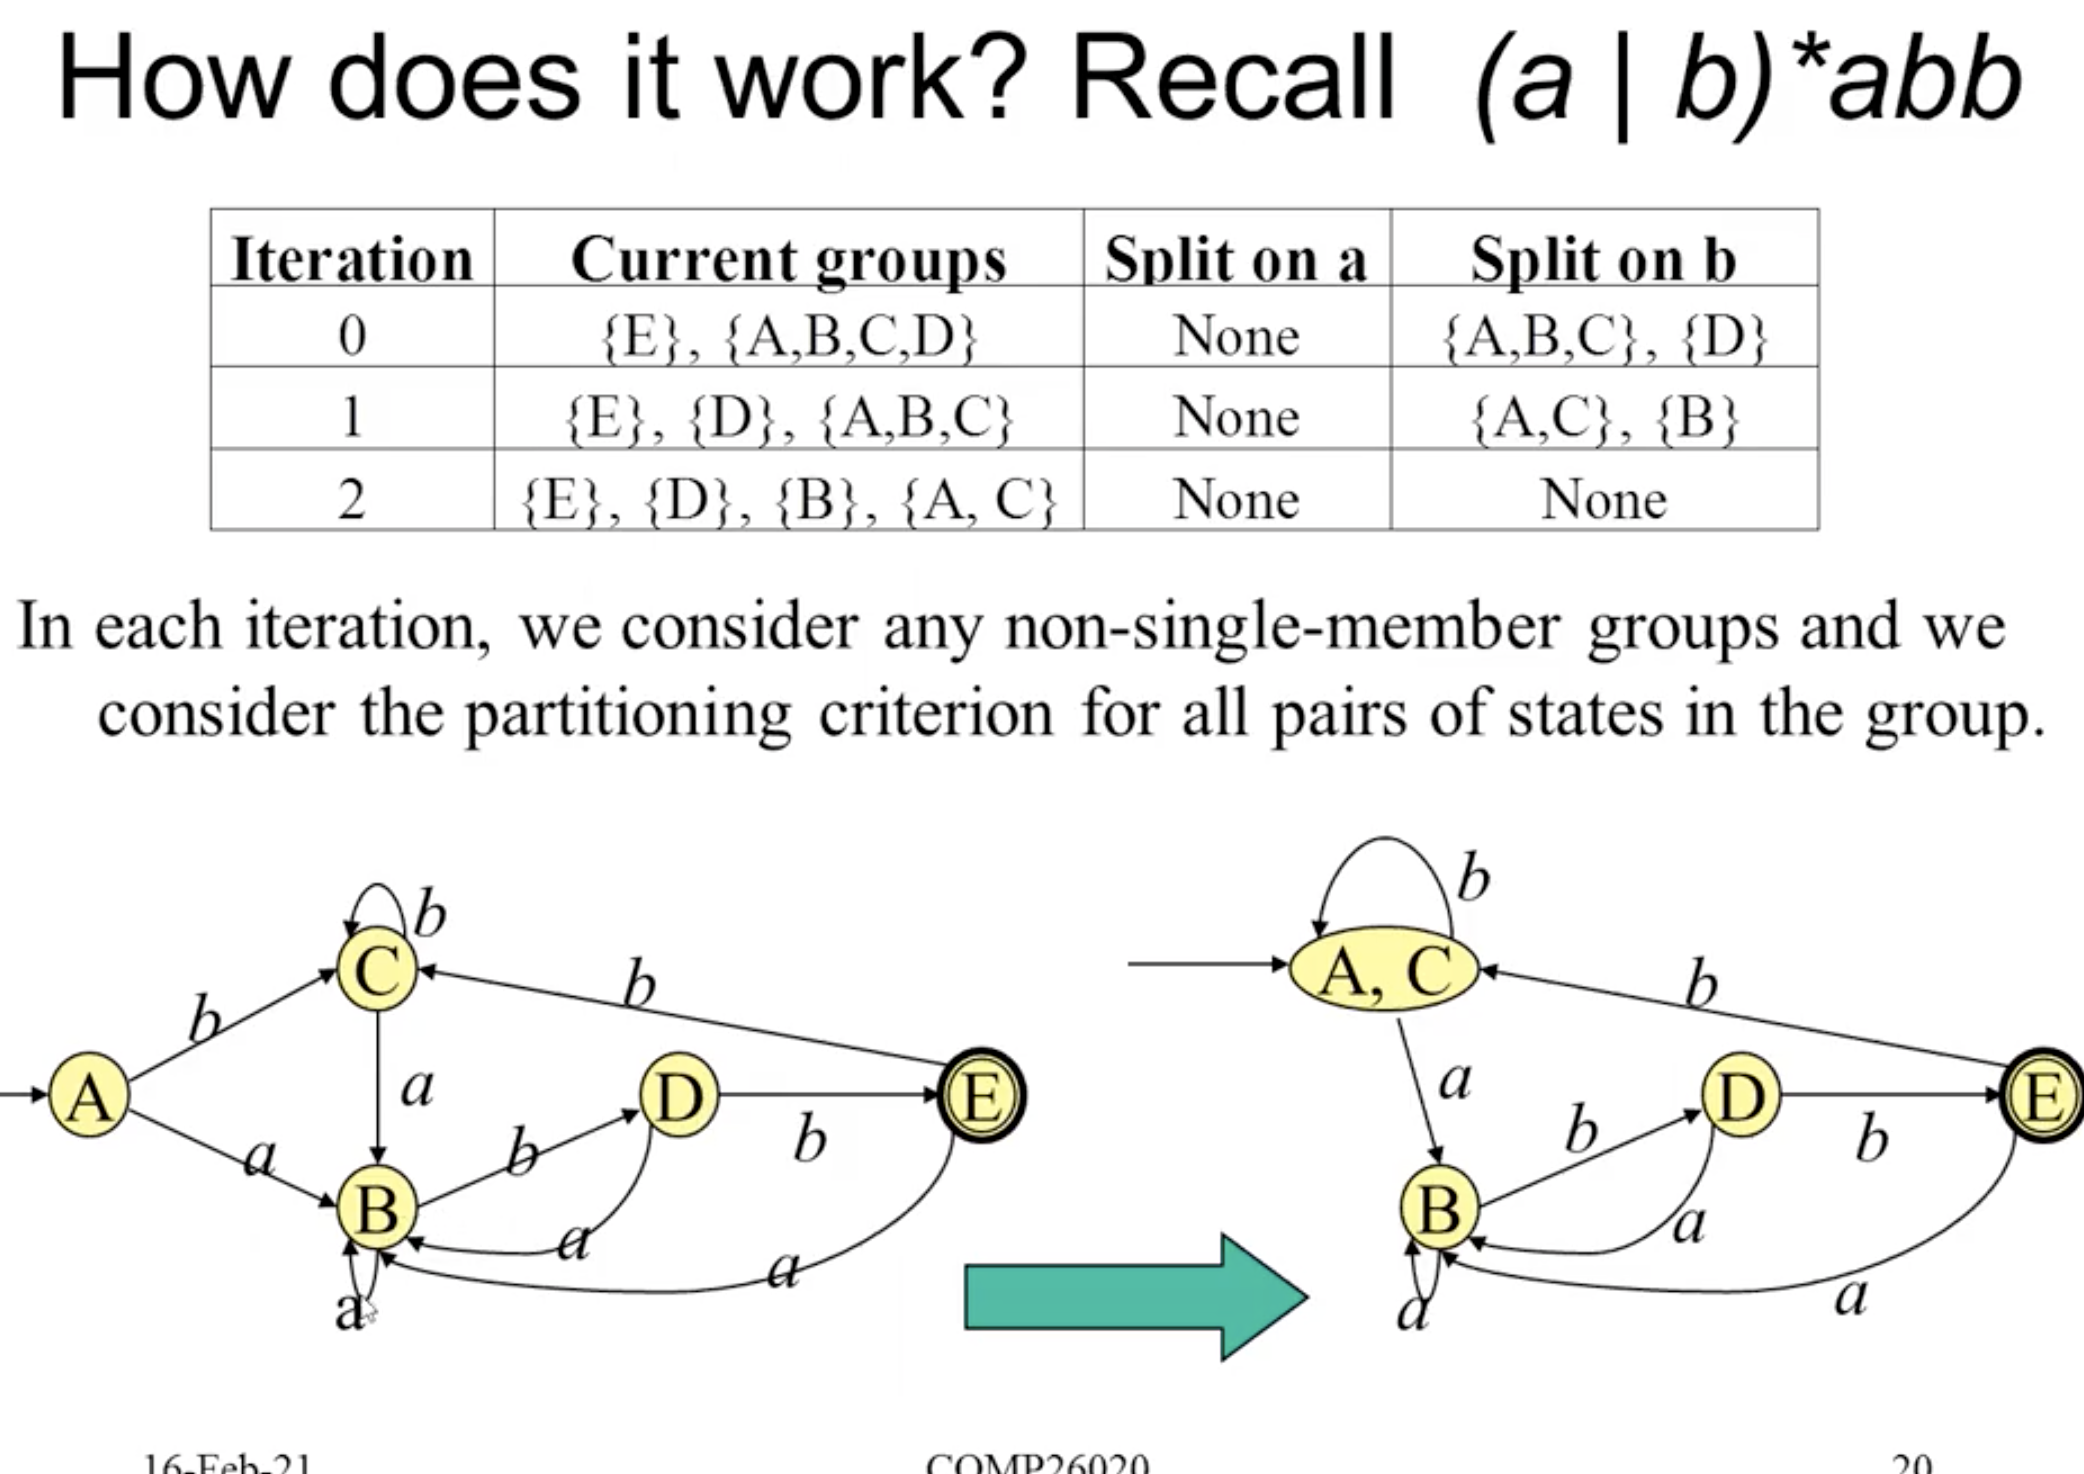 How does it work? Recall (a | b)*abb
Iteration Current groups Split on a Split on b
0 {E}, {A,B,C,D} None {A,B,C}, {D}
1 {E}, {D}, {A,B,C} None {A,C}, {B}
2 {E}, {D}, {B}, {A, C} None None
In each iteration, we consider any non-single-member groups and we
consider the partitioning criterion for all pairs of states in the group.
b
C
b
b
A
a
D
E
a
b
b
B
a
a
a
b
A, C
b
a
D
E
b
b
B
a
a
a
16-Feb-21 COMP26020 20